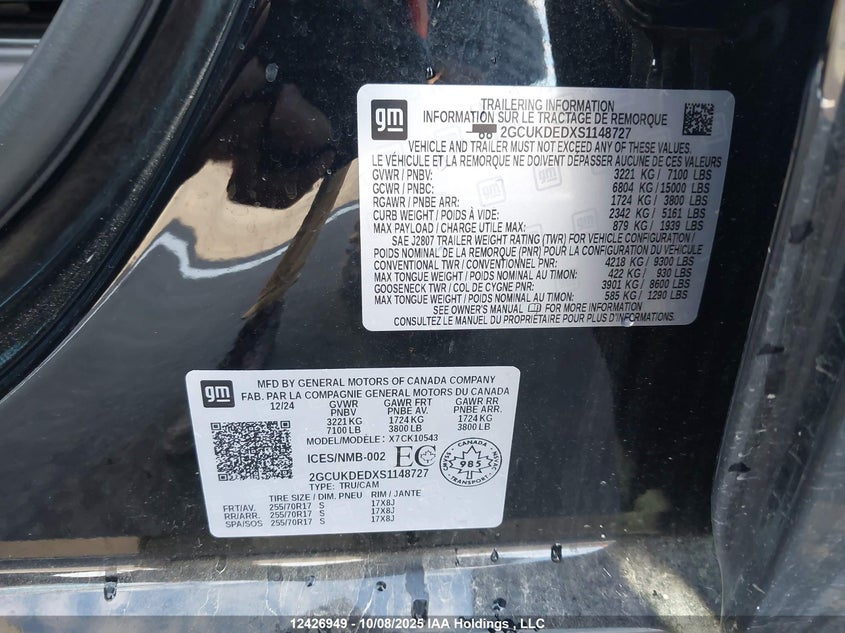 gm
TRAILERING INFORMATION
INFORMATION SUR LE TRACTAGE DE REMORQUE
2GCUKDEDXS1148727
VEHICLE AND TRAILER MUST NOT EXCEED ANY OF THESE VALUES.
LE VÉHICULE ET LA REMORQUE NE DOIVENT DÉPASSER AUCUNE DE CES VALEURS
GVWR / PNBV: 3221 KG / 7100 LBS
GCWR / PNBC: 6804 KG / 15000 LBS
RGAWR / PNBE ARR: 1724 KG / 3800 LBS
CURB WEIGHT / POIDS À VIDE: 2342 KG / 5161 LBS
MAX PAYLOAD / CHARGE UTILE MAX: 879 KG / 1939 LBS
SAE J2807 TRAILER WEIGHT RATING (TWR) FOR VEHICLE CONFIGURATION /
POIDS NOMINAL DE LA REMORQUE (PNR) POUR LA CONFIGURATION DU VÉHICULE
CONVENTIONAL TWR / CONVENTIONNEL PNR: 4218 KG / 9300 LBS
MAX TONGUE WEIGHT / POIDS NOMINAL AU TIMON: 422 KG / 930 LBS
GOOSENECK TWR / COL DE CYGNE PNR: 3901 KG / 8600 LBS
MAX TONGUE WEIGHT / POIDS NOMINAL AU TIMON: 585 KG / 1290 LBS
SEE OWNER'S MANUAL FOR MORE INFORMATION
CONSULTEZ LE MANUEL DU PROPRIÉTAIRE POUR PLUS D'INFORMATIONS.
gm
MFD BY GENERAL MOTORS OF CANADA COMPANY
FAB. PAR LA COMPAGNIE GENERAL MOTORS DU CANADA
12/24 GVWR GAWR FRT GAWR RR
PNBV PNBE AV. PNBE ARR.
3221 KG 1724 KG 1724 KG
7100 LB 3800 LB 3800 LB
MODEL/MODÈLE: X7CK10543
ICES/NMB-002 EC
CANADA
985
TRANSPORT
2GCUKDEDXS1148727
TYPE: TRU/CAM
TIRE SIZE / DIM. PNEU RIM / JANTE
FRT/AV. 255/70R17 S 17X8J
RR/ARR. 255/70R17 S 17X8J
SPA/SOS 255/70R17 S 17X8J
12426949 - 10/08/2025 IAA Holdings , LLC